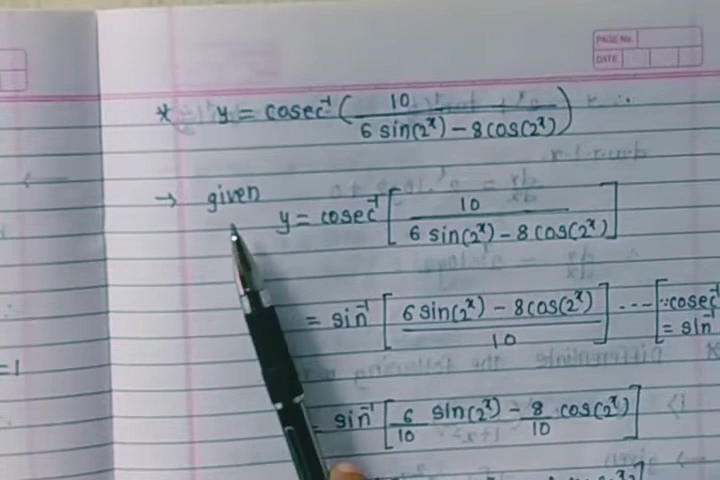 PAGE No.
DATE
* y = cosec⁻¹ ( 10 / 6 sin(2ˣ) – 8 cos(2ˣ) )
→ given
y = cosec⁻¹ [ 10 / 6 sin(2ˣ) – 8 cos(2ˣ) ]
= sin⁻¹ [ 6 sin(2ˣ) – 8 cos(2ˣ) / 10 ] ---- [ ∵ cosec⁻¹
= sin⁻¹
=1
= sin⁻¹ [ 6/10 sin(2ˣ) – 8/10 cos(2ˣ) ]